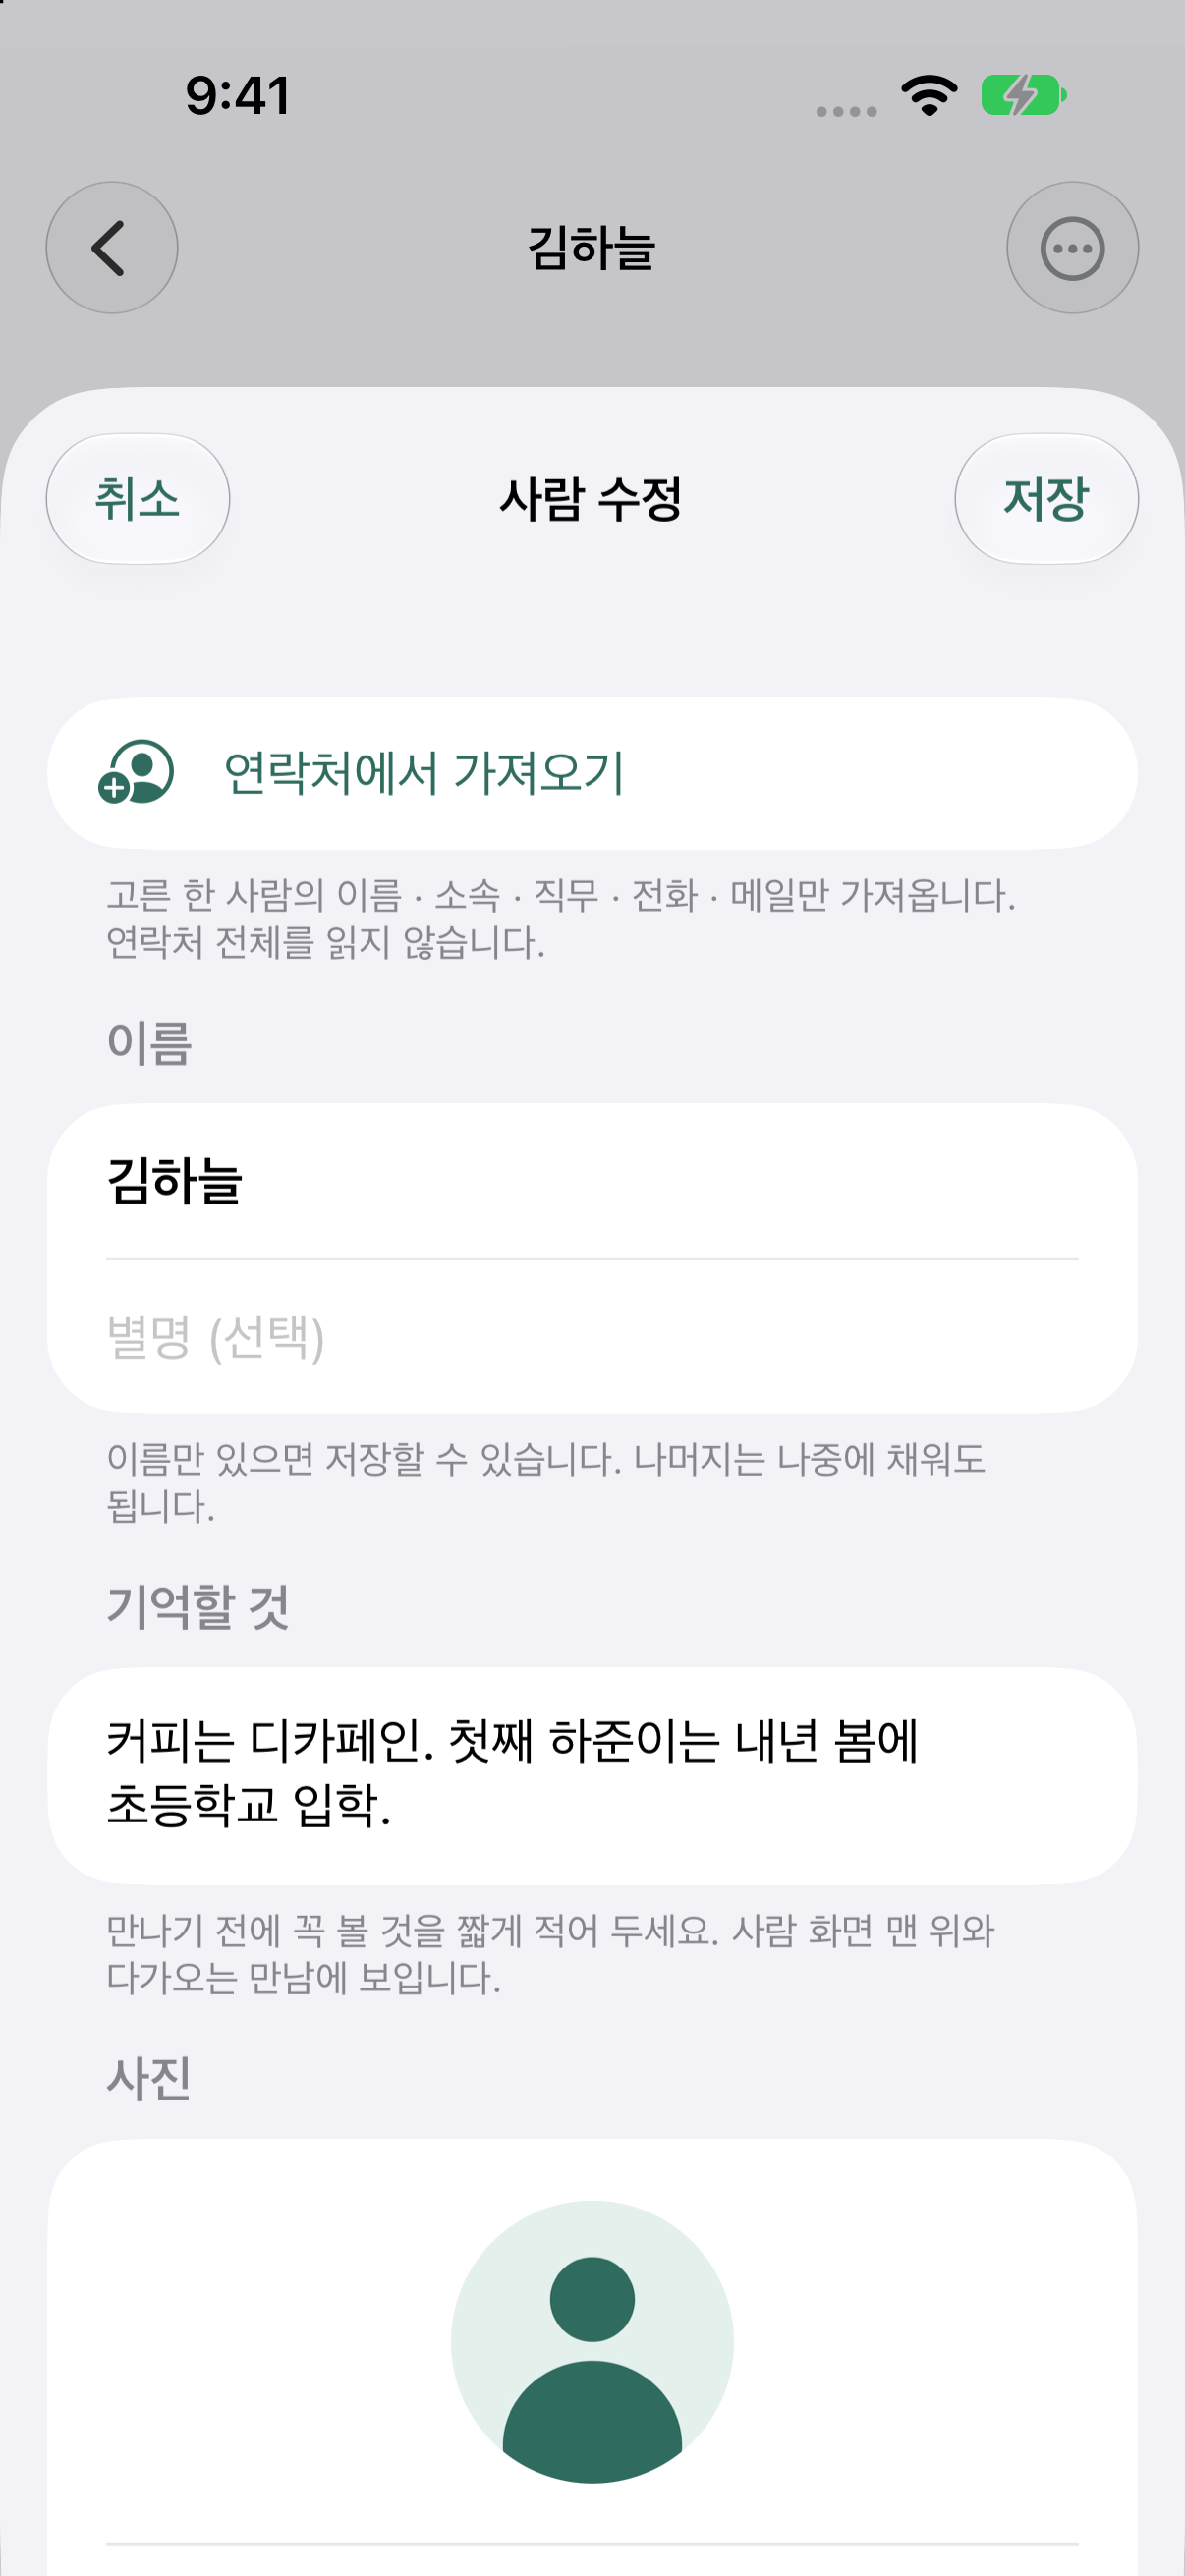 9:41
김하늘
취소
사람 수정
저장
연락처에서 가져오기
고른 한 사람의 이름 · 소속 · 직무 · 전화 · 메일만 가져옵니다.
연락처 전체를 읽지 않습니다.
이름
김하늘
별명 (선택)
이름만 있으면 저장할 수 있습니다. 나머지는 나중에 채워도
됩니다.
기억할 것
커피는 디카페인. 첫째 하준이는 내년 봄에
초등학교 입학.
만나기 전에 꼭 볼 것을 짧게 적어 두세요. 사람 화면 맨 위와
다가오는 만남에 보입니다.
사진